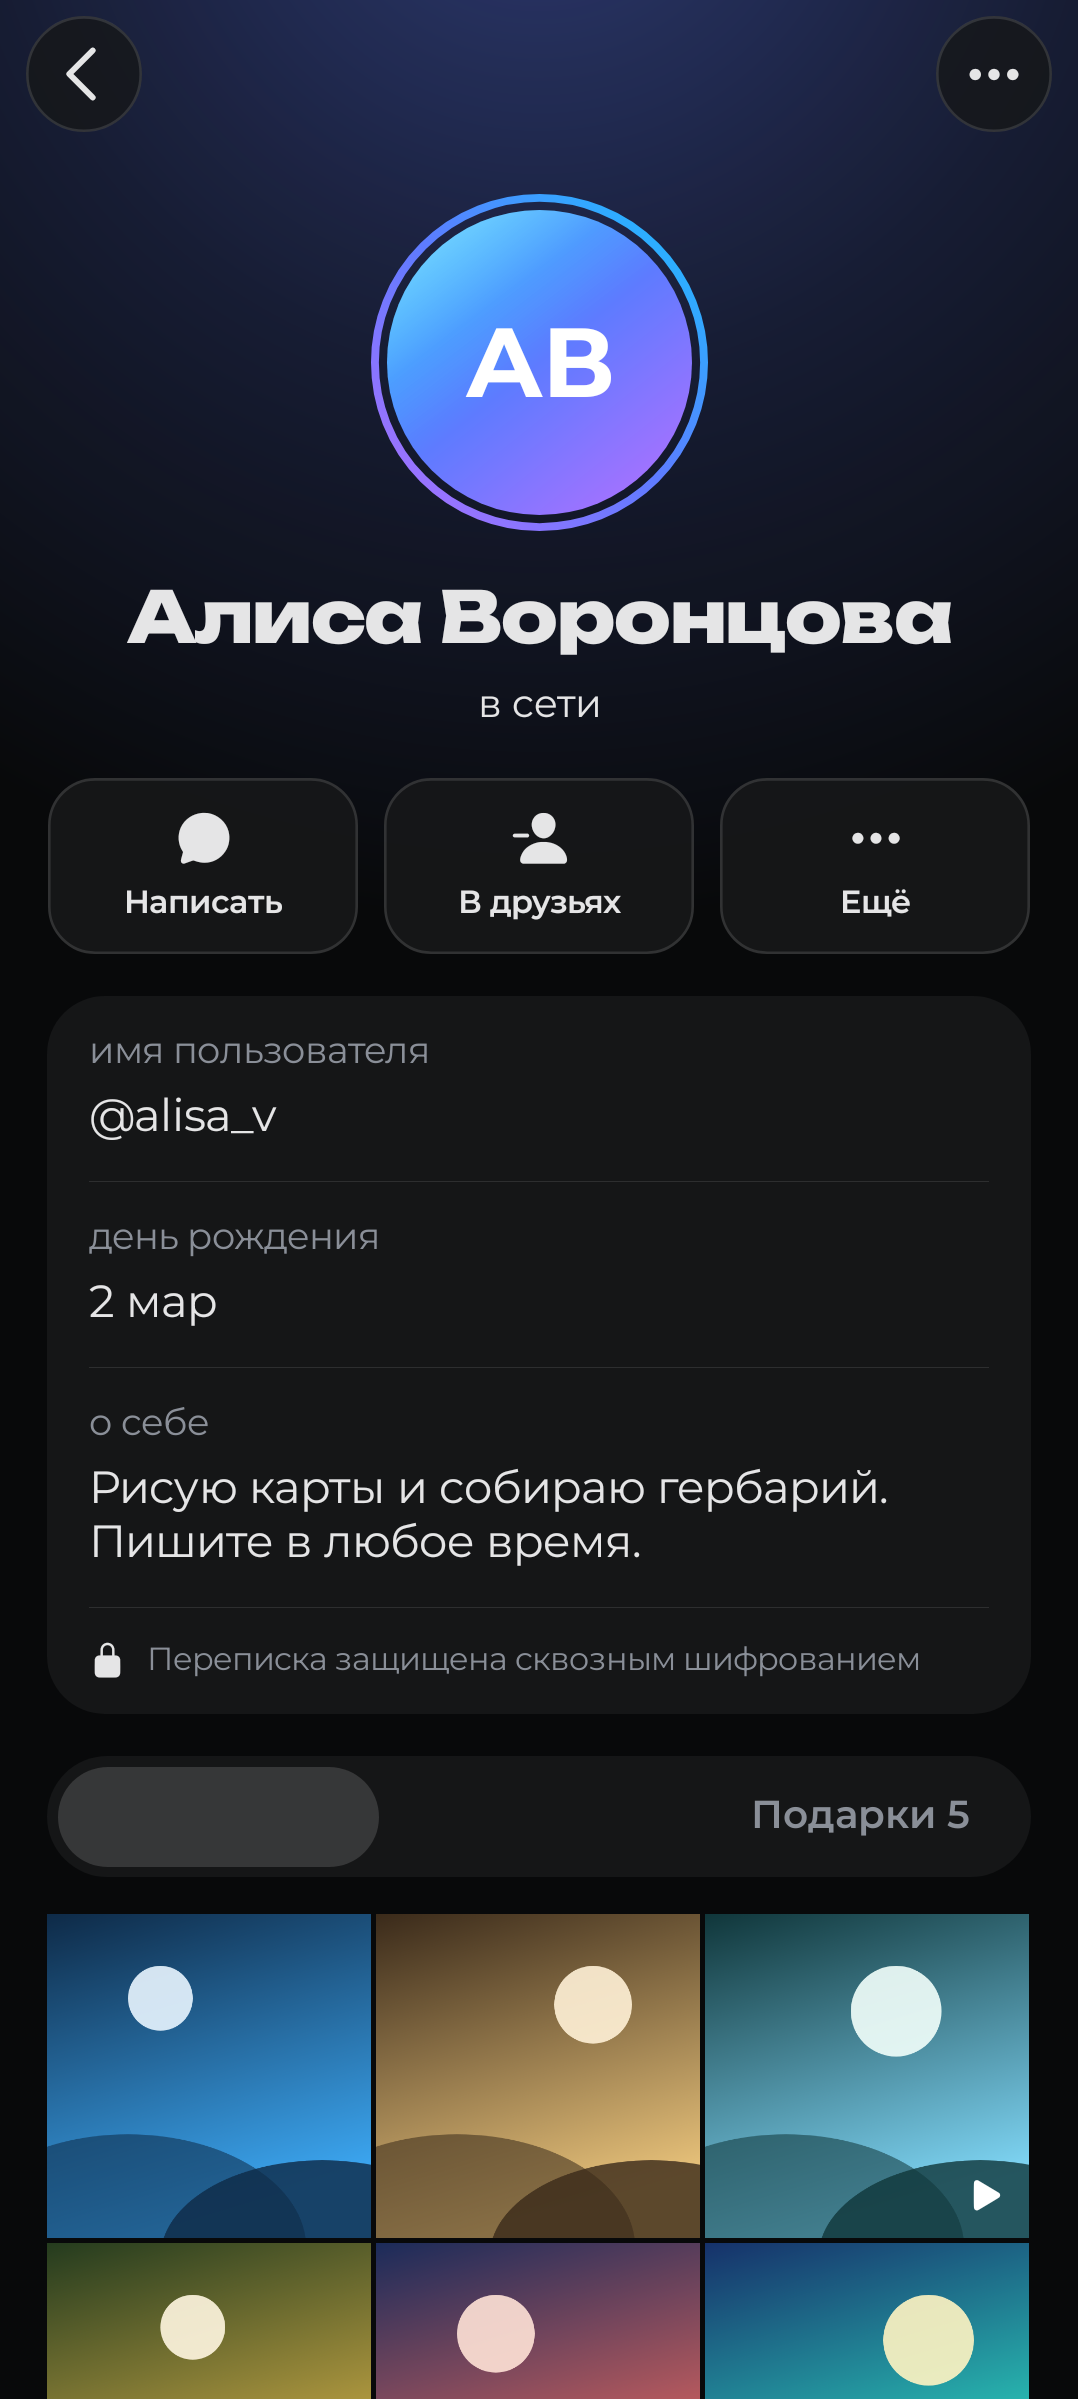 АВ
Алиса Воронцова
в сети
Написать
В друзьях
Ещё
имя пользователя
@alisa_v
день рождения
2 мар
о себе
Рисую карты и собираю гербарий.
Пишите в любое время.
Переписка защищена сквозным шифрованием
Подарки 5